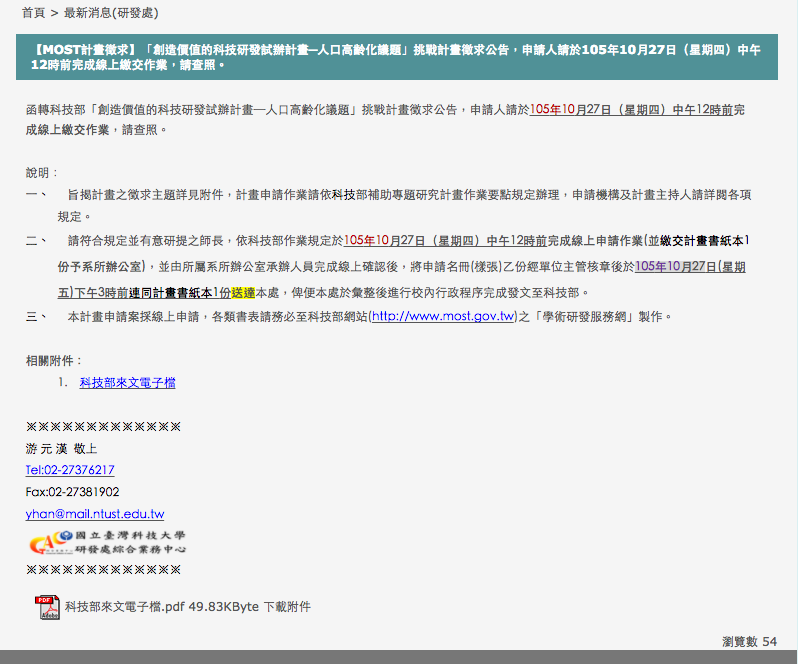 首頁 > 最新消息(研發處)
【MOST計畫徵求】「創造價值的科技研發試辦計畫─人口高齡化議題」挑戰計畫徵求公告，申請人請於105年10月27日（星期四）中午
12時前完成線上繳交作業，請查照。
函轉科技部「創造價值的科技研發試辦計畫──人口高齡化議題」挑戰計畫徵求公告，申請人請於105年10月27日（星期四）中午12時前完
成線上繳交作業，請查照。
說明：
一、 旨揭計畫之徵求主題詳見附件，計畫申請作業請依科技部補助專題研究計畫作業要點規定辦理，申請機構及計畫主持人請詳閱各項
規定。
二、 請符合規定並有意研提之師長，依科技部作業規定於105年10月27日（星期四）中午12時前完成線上申請作業(並繳交計畫書紙本1
份予系所辦公室)，並由所屬系所辦公室承辦人員完成線上確認後，將申請名冊(樣張)乙份經單位主管核章後於105年10月27日(星期
五)下午3時前連同計畫書紙本1份送達本處，俾便本處於彙整後進行校內行政程序完成發文至科技部。
三、 本計畫申請案採線上申請，各類書表請務必至科技部網站(http://www.most.gov.tw)之「學術研發服務網」製作。
相關附件：
1. 科技部來文電子檔
※※※※※※※※※※※※※
游 元 漢 敬上
Tel:02-27376217
Fax:02-27381902
yhan@mail.ntust.edu.tw
國立臺灣科技大學
研發處綜合業務中心
※※※※※※※※※※※※※
科技部來文電子檔.pdf 49.83KByte 下載附件
瀏覽數 54